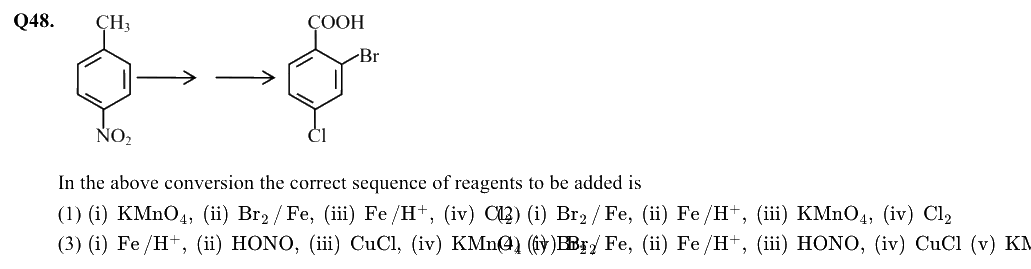 Q48.
CH₃
COOH
Br
NO₂
Cl
In the above conversion the correct sequence of reagents to be added is
(1) (i) KMnO₄, (ii) Br₂ / Fe, (iii) Fe /H⁺, (iv) Cl₂
(2) (i) Br₂ / Fe, (ii) Fe /H⁺, (iii) KMnO₄, (iv) Cl₂
(3) (i) Fe /H⁺, (ii) HONO, (iii) CuCl, (iv) KMnO₄ (v) Br₂
(4) (i) Br₂ / Fe, (ii) Fe /H⁺, (iii) HONO, (iv) CuCl (v) KM